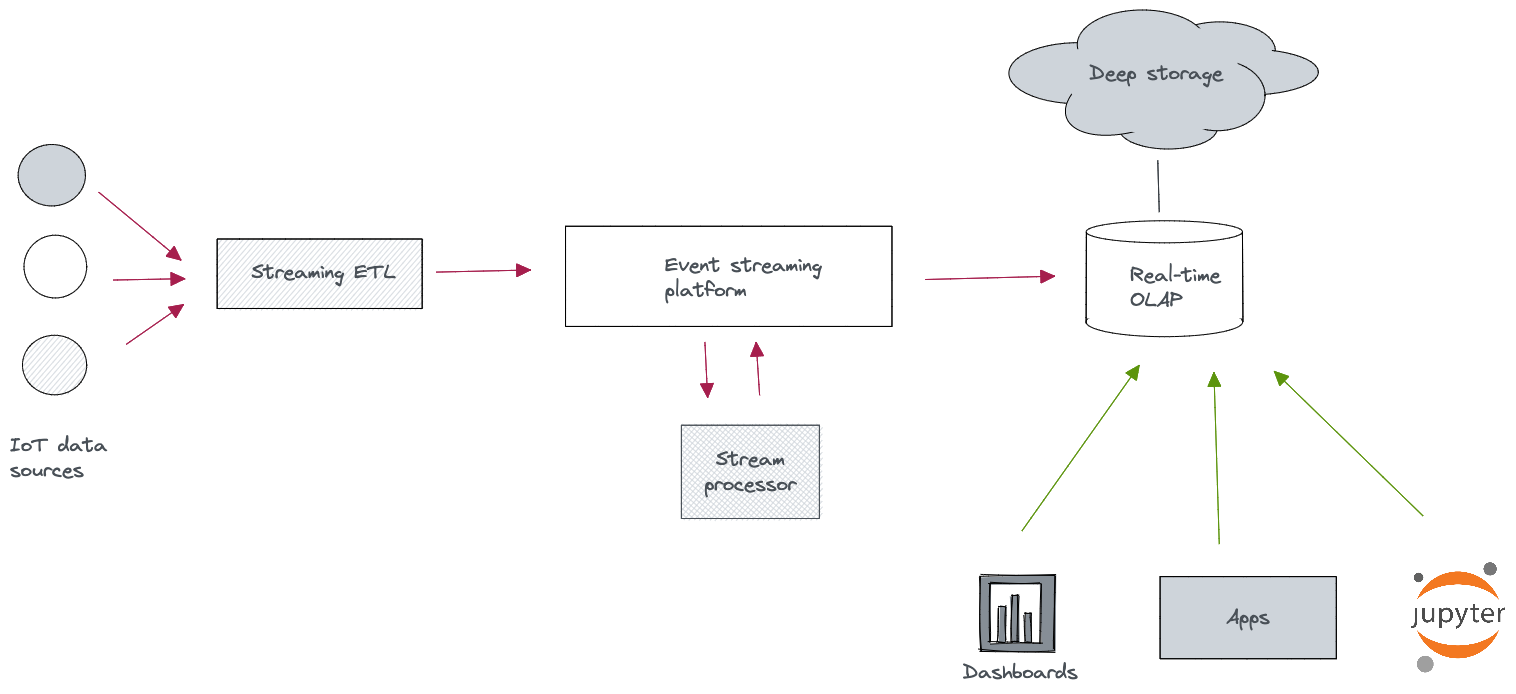 Deep storage
Streaming ETL
Event streaming
platform
Real-time
OLAP
IoT data
sources
Stream
processor
Apps
jupyter
Dashboards